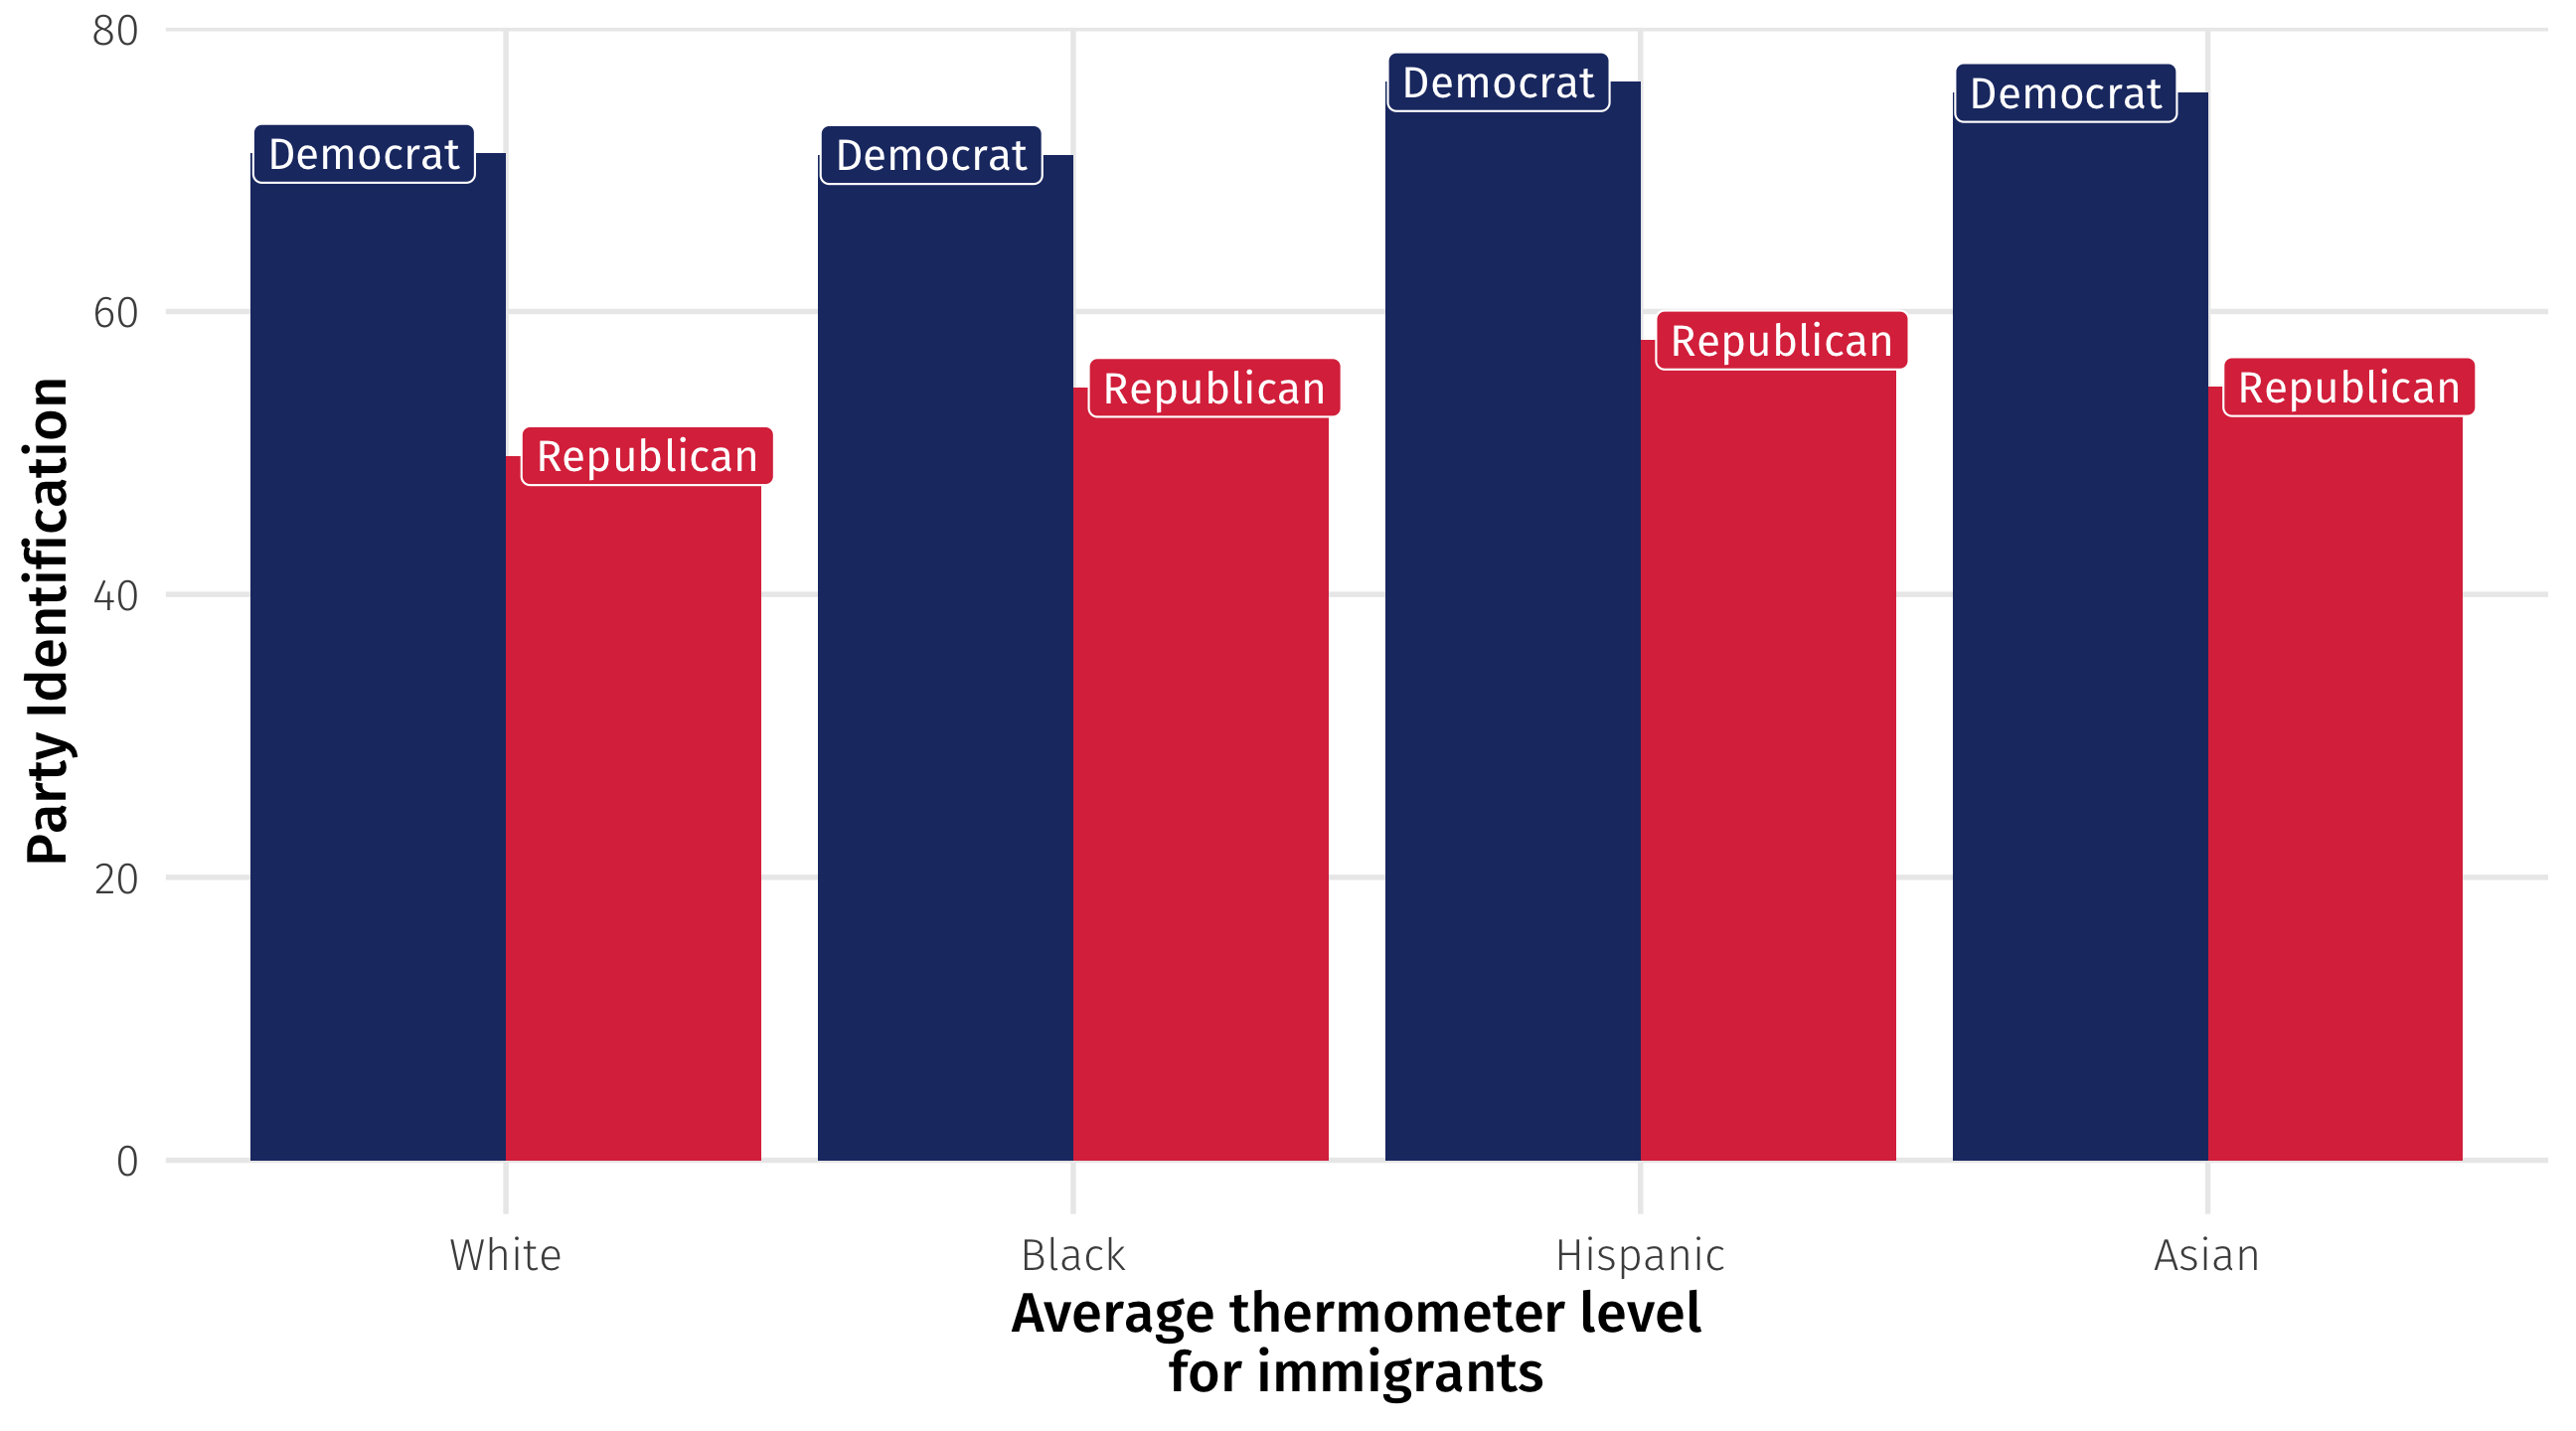 80
60
40
20
0
Party Identification
Democrat
Republican
Democrat
Republican
Democrat
Republican
Democrat
Republican
White
Black
Hispanic
Asian
Average thermometer level
for immigrants